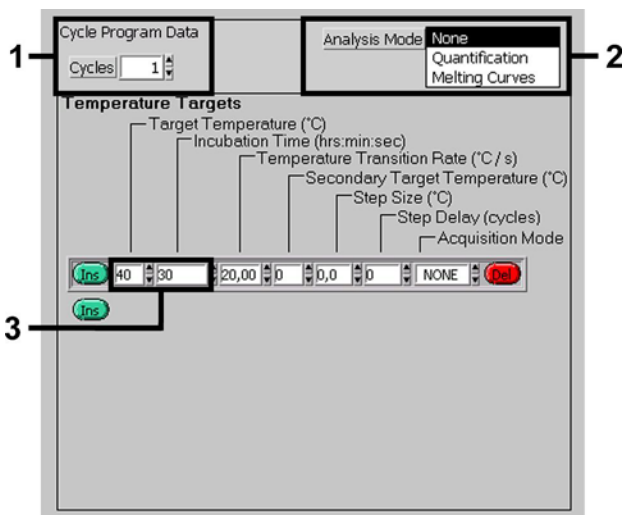 Cycle Program Data
Cycles 1
Analysis Mode None
Quantification
Melting Curves
1
2
Temperature Targets
Target Temperature (°C)
Incubation Time (hrs:min:sec)
Temperature Transition Rate (°C / s)
Secondary Target Temperature (°C)
Step Size (°C)
Step Delay (cycles)
Acquisition Mode
Ins 40 30 20,00 0 0,0 0 NONE Del
Ins
3